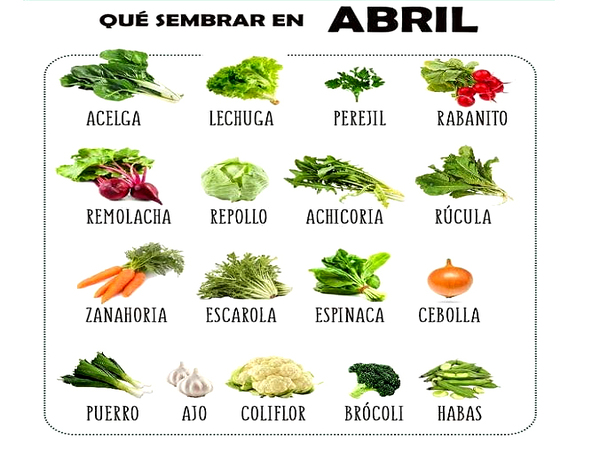 QUÉ SEMBRAR EN ABRIL
ACELGA LECHUGA PEREJIL RABANITO
REMOLACHA REPOLLO ACHICORIA RÚCULA
ZANAHORIA ESCAROLA ESPINACA CEBOLLA
PUERRO AJO COLIFLOR BRÓCOLI HABAS